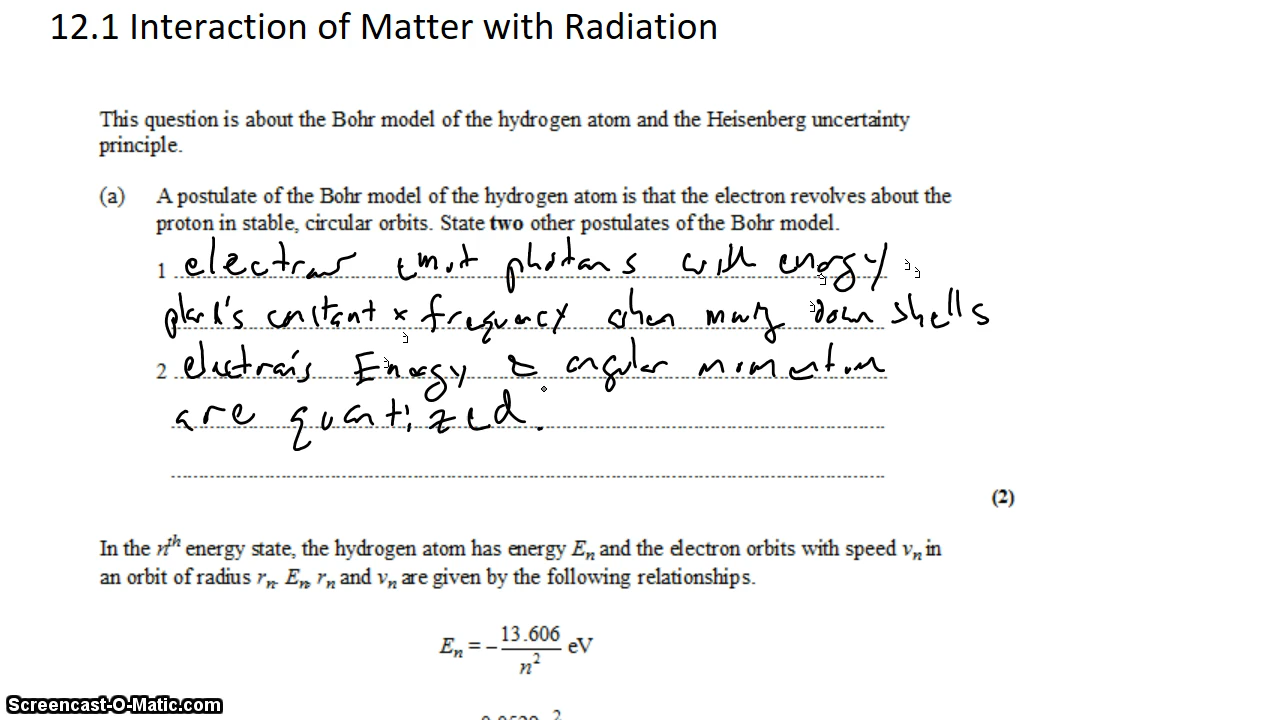 12.1 Interaction of Matter with Radiation
This question is about the Bohr model of the hydrogen atom and the Heisenberg uncertainty
principle.
(a) A postulate of the Bohr model of the hydrogen atom is that the electron revolves about the
proton in stable, circular orbits. State two other postulates of the Bohr model.
1 electrons emit photons with energy
plank's constant x frequency when moving down shells
2 electron's Energy & angular momentum
are quantized.
(2)
In the nth energy state, the hydrogen atom has energy En and the electron orbits with speed vn in
an orbit of radius rn. En, rn and vn are given by the following relationships.
En = − 13.606 / n² eV
Screencast-O-Matic.com